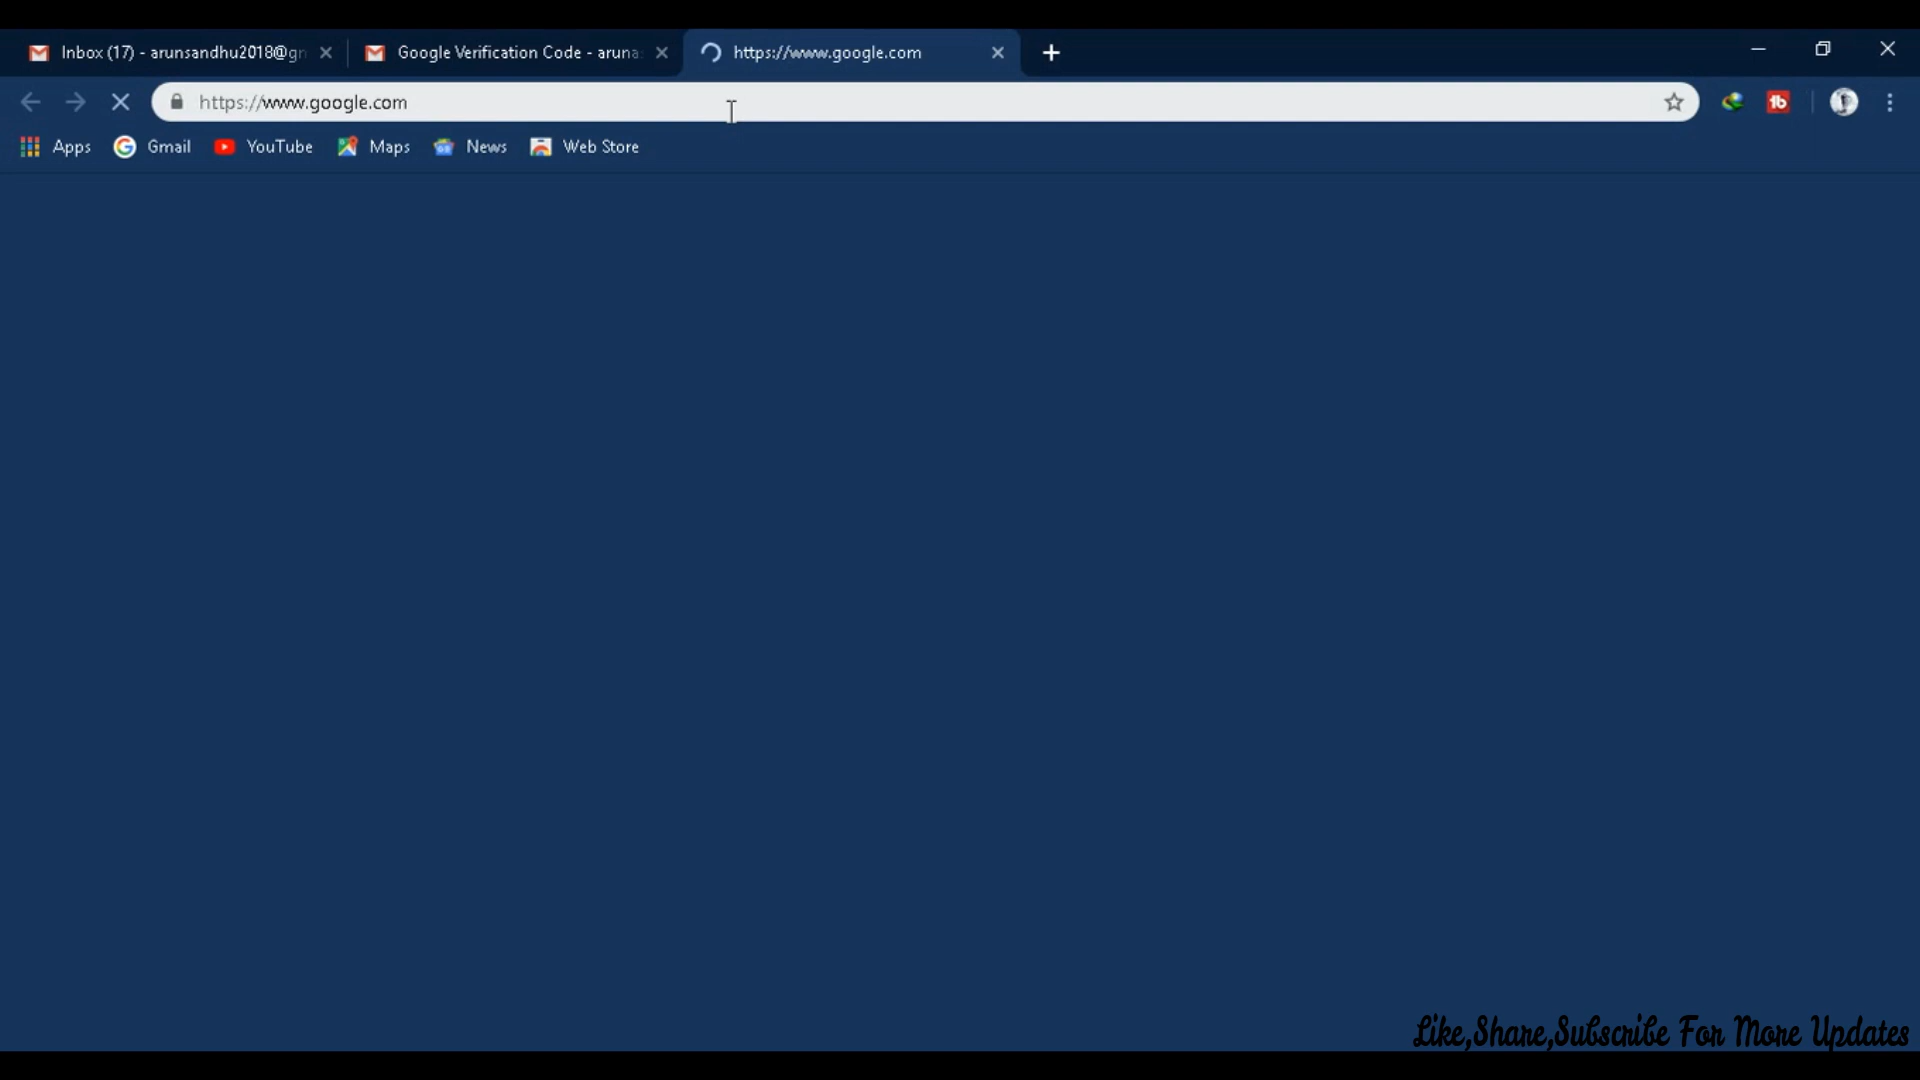 Inbox (17) - arunsandhu2018@gm
Google Verification Code - aruna
https://www.google.com
https://www.google.com
Apps
Gmail
YouTube
Maps
News
Web Store
Like,Share,Subscribe For More Updates